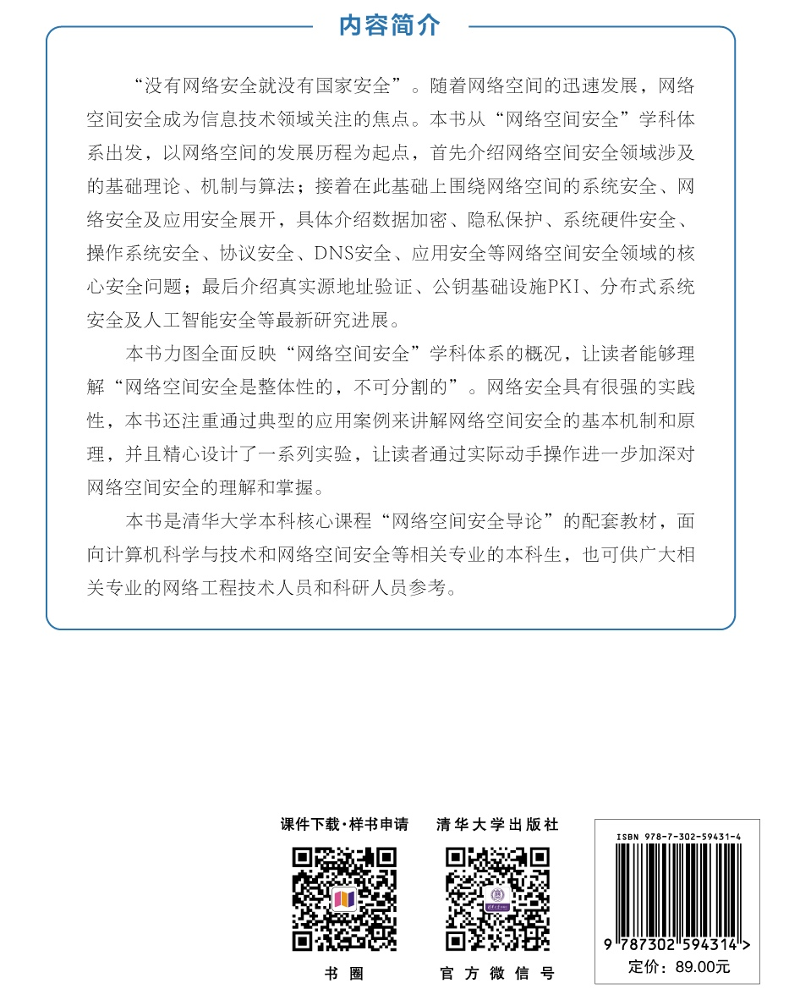 内容简介
“没有网络安全就没有国家安全”。随着网络空间的迅速发展，网络
空间安全成为信息技术领域关注的焦点。本书从“网络空间安全”学科体
系出发，以网络空间的发展历程为起点，首先介绍网络空间安全领域涉及
的基础理论、机制与算法；接着在此基础上围绕网络空间的系统安全、网
络安全及应用安全展开，具体介绍数据加密、隐私保护、系统硬件安全、
操作系统安全、协议安全、DNS安全、应用安全等网络空间安全领域的核
心安全问题；最后介绍真实源地址验证、公钥基础设施PKI、分布式系统
安全及人工智能安全等最新研究进展。
本书力图全面反映“网络空间安全”学科体系的概况，让读者能够理
解“网络空间安全是整体性的，不可分割的”。网络安全具有很强的实践
性，本书还注重通过典型的应用案例来讲解网络空间安全的基本机制和原
理，并且精心设计了一系列实验，让读者通过实际动手操作进一步加深对
网络空间安全的理解和掌握。
本书是清华大学本科核心课程“网络空间安全导论”的配套教材，面
向计算机科学与技术和网络空间安全等相关专业的本科生，也可供广大相
关专业的网络工程技术人员和科研人员参考。
课件下载·样书申请
清华大学出版社
书圈
官方微信号
ISBN 978-7-302-59431-4
9 787302 594314 >
定价：89.00元